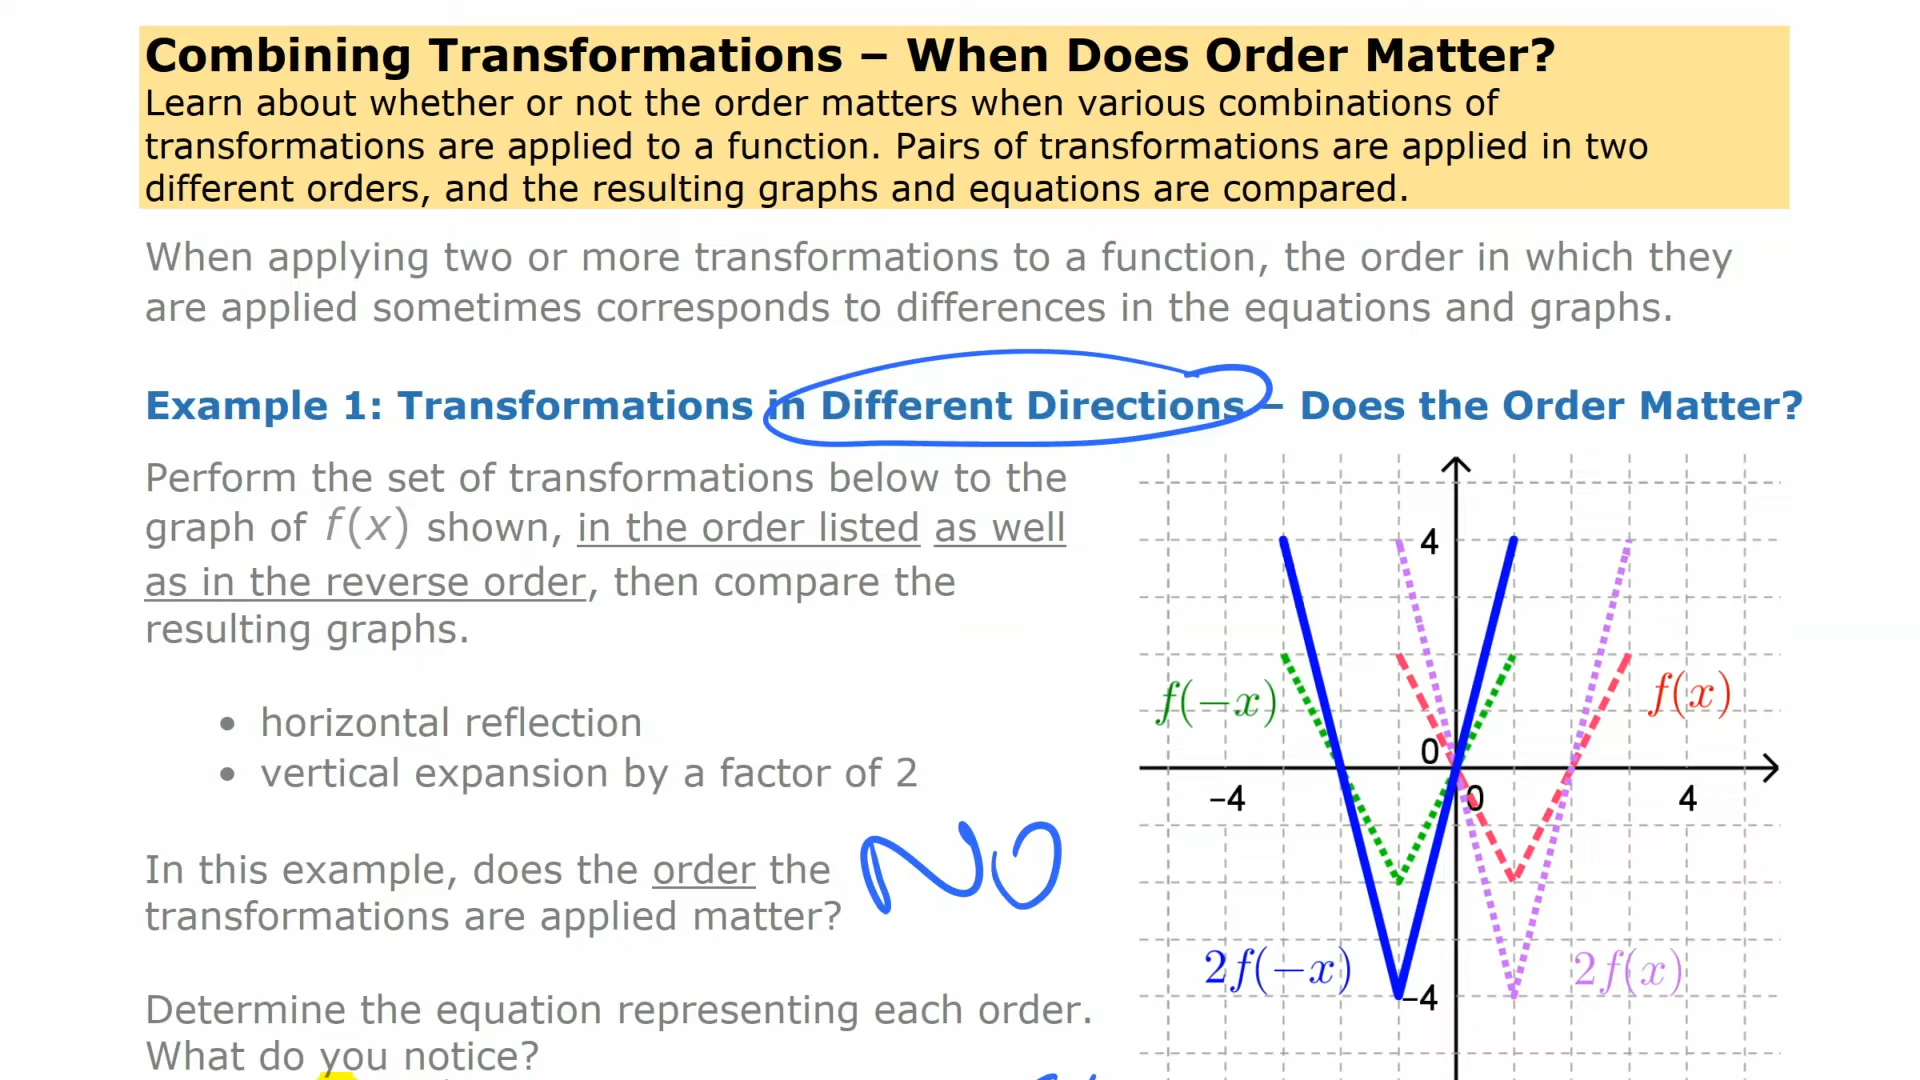 Combining Transformations – When Does Order Matter?
Learn about whether or not the order matters when various combinations of
transformations are applied to a function. Pairs of transformations are applied in two
different orders, and the resulting graphs and equations are compared.
When applying two or more transformations to a function, the order in which they
are applied sometimes corresponds to differences in the equations and graphs.
Example 1: Transformations in Different Directions – Does the Order Matter?
Perform the set of transformations below to the
graph of f(x) shown, in the order listed as well
as in the reverse order, then compare the
resulting graphs.
• horizontal reflection
• vertical expansion by a factor of 2
In this example, does the order the
transformations are applied matter?
NO
Determine the equation representing each order.
What do you notice?
4
f(−x)
f(x)
0
−4
0
4
2f(−x)
−4
2f(x)